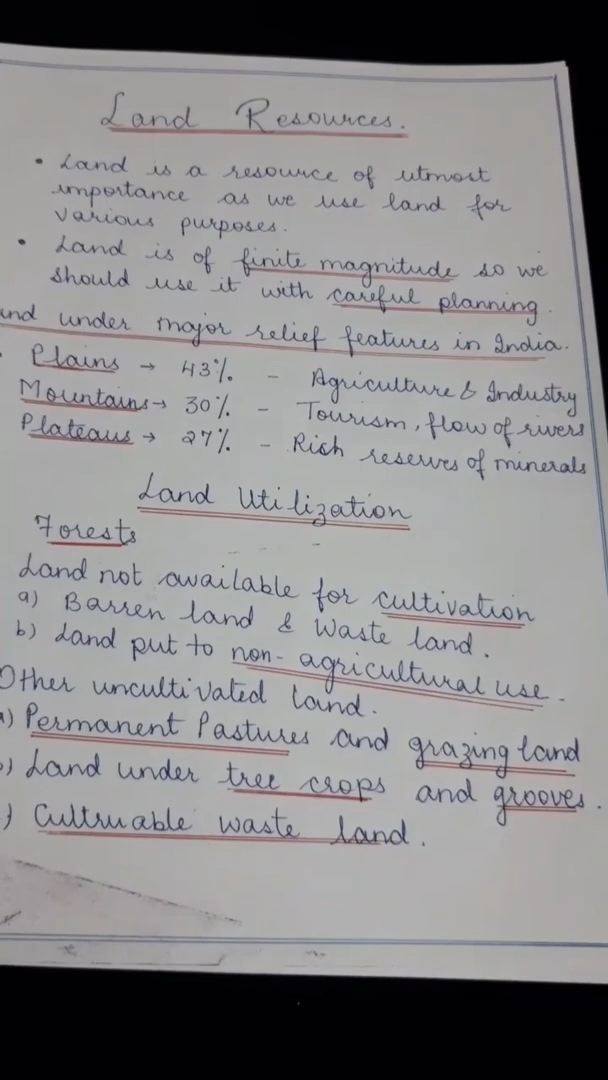 Land Resources.
• Land is a resource of utmost
importance as we use land for
various purposes.
• Land is of finite magnitude so we
should use it with careful planning.
and under major relief features in India.
Plains → 43% - Agriculture & Industry
Mountains → 30% - Tourism, flow of rivers
Plateaus → 27% - Rich reserves of minerals
Land Utilization
Forests
Land not available for cultivation
a) Barren land & Waste land.
b) Land put to non-agricultural use.
Other uncultivated land.
) Permanent Pastures and grazing land
) Land under tree crops and grooves.
) Cultruable waste land.